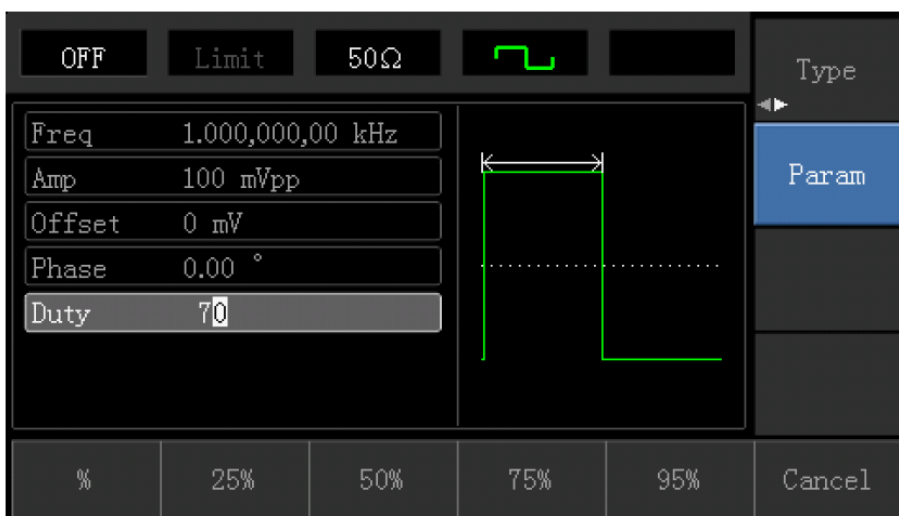 OFF Limit 50Ω
Type
Freq 1.000,000,00 kHz
Amp 100 mVpp
Param
Offset 0 mV
Phase 0.00 °
Duty 70
% 25% 50% 75% 95% Cancel